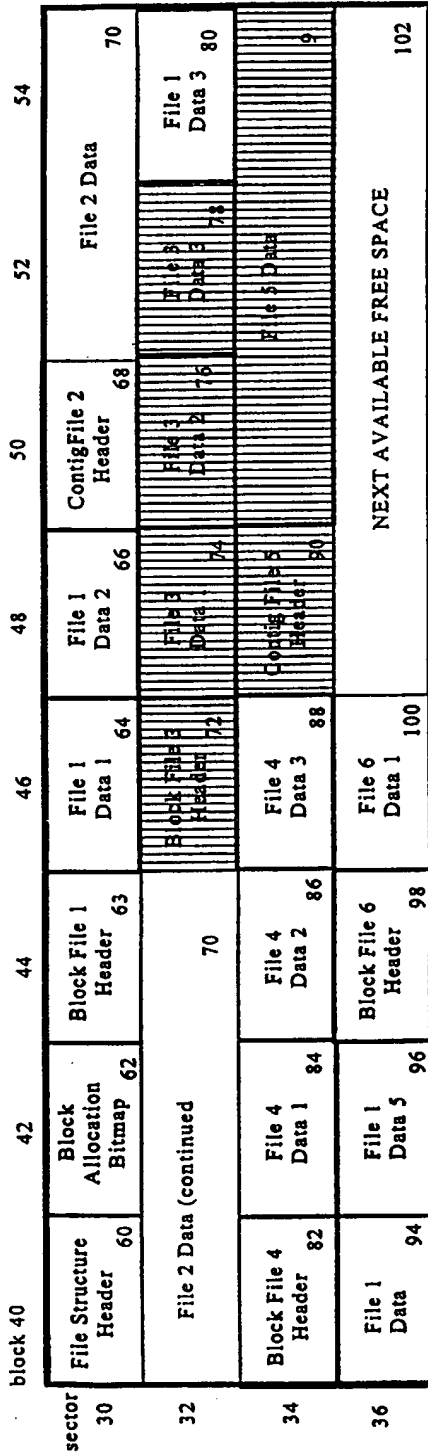 block 40 42 44 46 48 50 52 54
sector
30
File Structure
Header
60
Block
Allocation
Bitmap
62
Block File 1
Header
63
File 1
Data 1
64
File 1
Data 2
66
ContigFile 2
Header
68
File 2 Data
70
32
File 2 Data (continued
70
Block File 3
Header
72
File 3
Data
74
File 3
Data 2
76
File 3
Data 3
78
File 1
Data 3
80
34
Block File 4
Header
82
File 4
Data 1
84
File 4
Data 2
86
File 4
Data 3
88
Contig File 5
Header
90
File 5 Data
9
36
File 1
Data
94
File 1
Data 5
96
Block File 6
Header
98
File 6
Data 1
100
NEXT AVAILABLE FREE SPACE
102